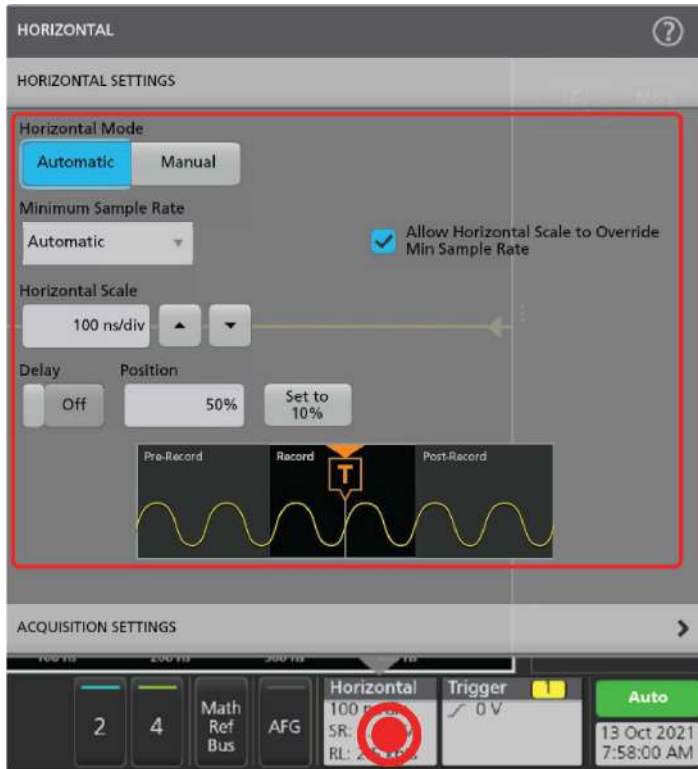 HORIZONTAL
?
HORIZONTAL SETTINGS
Horizontal Mode
Automatic Manual
Minimum Sample Rate
Automatic
Allow Horizontal Scale to Override
Min Sample Rate
Horizontal Scale
100 ns/div
Delay Position
Off 50% Set to
10%
Pre-Record Record Post-Record
T
ACQUISITION SETTINGS
2 4 Math
Ref
Bus
AFG
Horizontal
100
SR:
RL:
Trigger 1
0 V
Auto
13 Oct 2021
7:58:00 AM